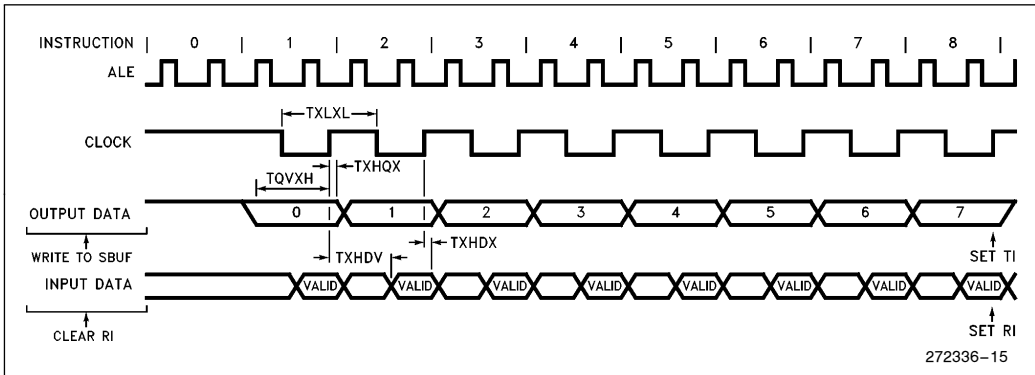 INSTRUCTION | 0 | 1 | 2 | 3 | 4 | 5 | 6 | 7 | 8 |
ALE
TXLXL
CLOCK
TXHQX
TQVXH
OUTPUT DATA 0 1 2 3 4 5 6 7
WRITE TO SBUF
TXHDV
TXHDX
SET TI
INPUT DATA VALID VALID VALID VALID VALID VALID VALID VALID
CLEAR RI
SET RI
272336-15